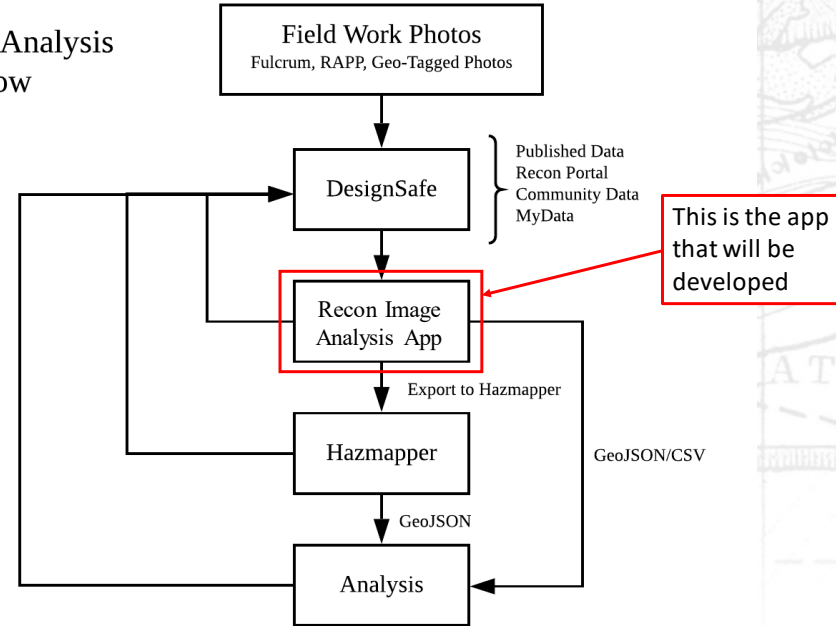 Analysis
ow
Field Work Photos
Fulcrum, RAPP, Geo-Tagged Photos
DesignSafe
Published Data
Recon Portal
Community Data
MyData
This is the app
that will be
developed
Recon Image
Analysis App
Export to Hazmapper
Hazmapper
GeoJSON/CSV
GeoJSON
Analysis
A T